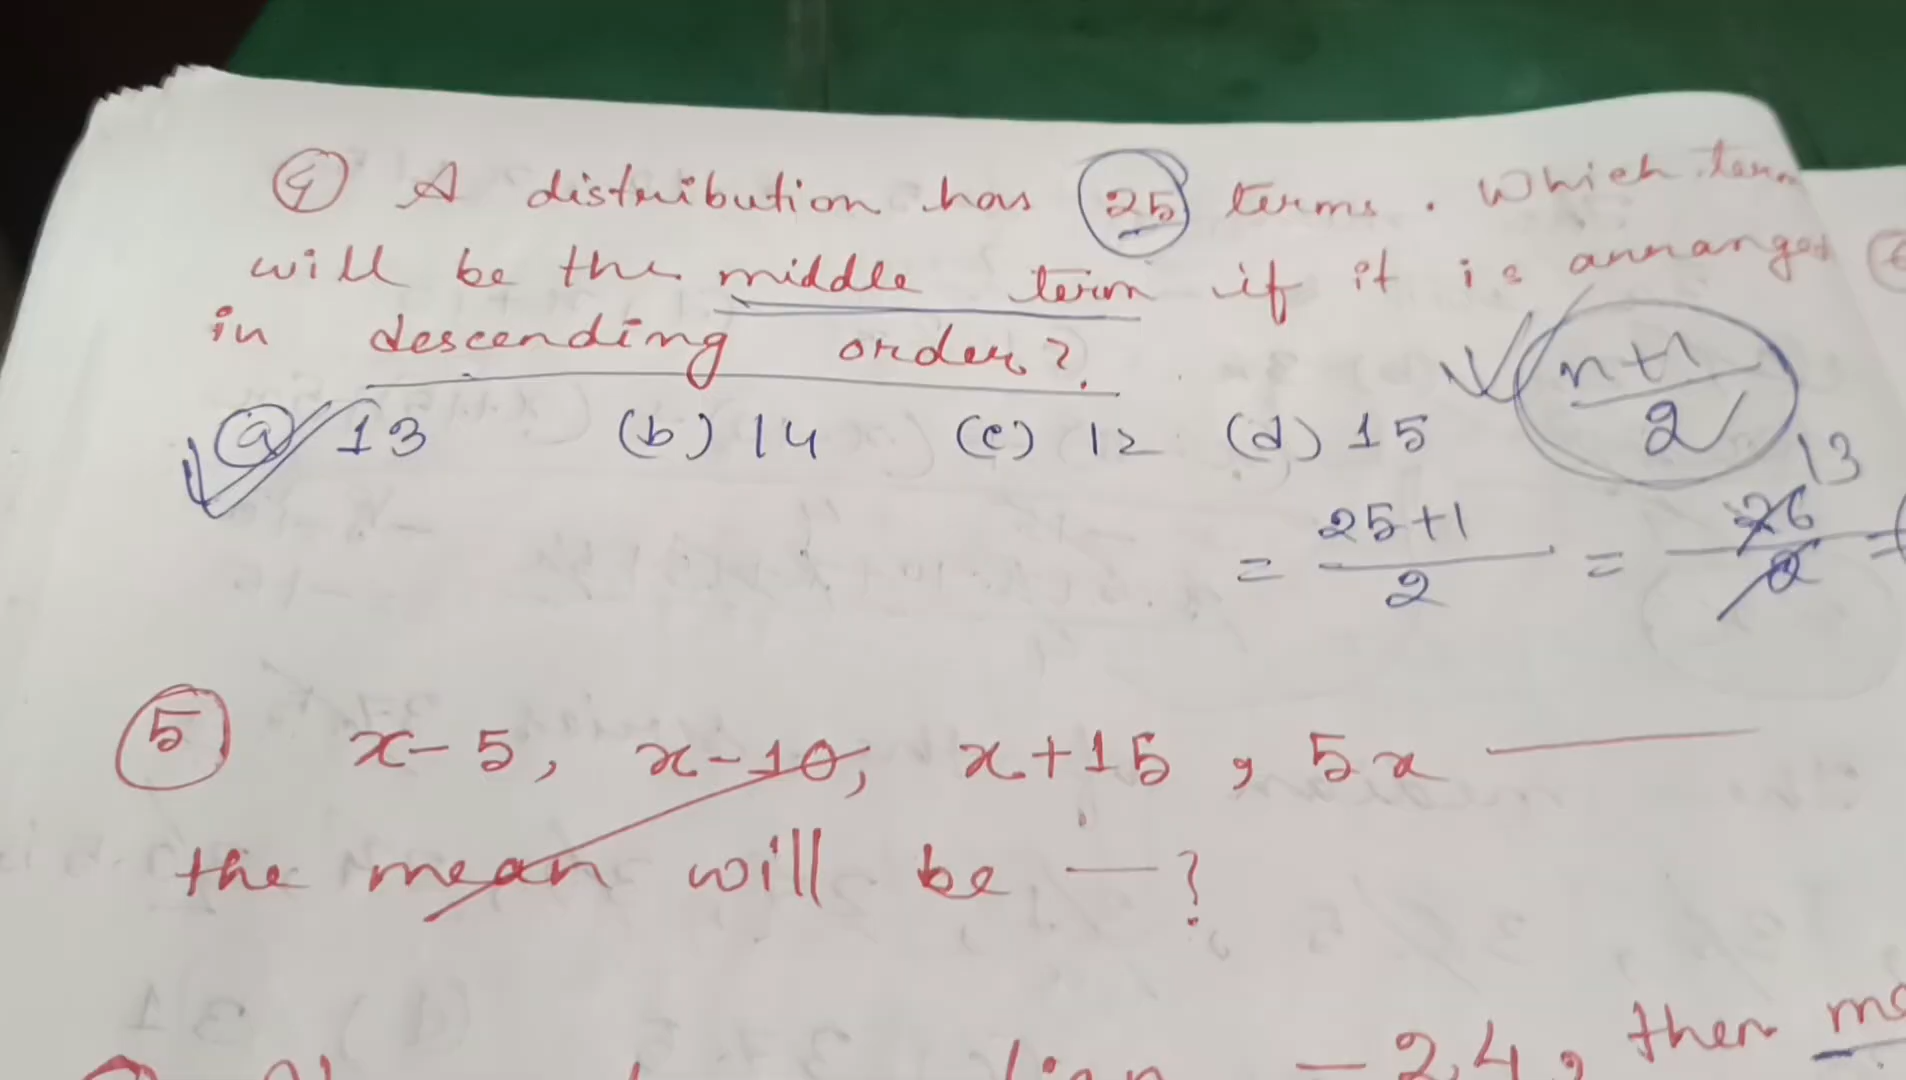 ④ A distribution has 25 terms. Which term
will be the middle term if it is arranged
in descending order?
(a) 13 (b) 14 (c) 12 (d) 15
n+1
2
= 25+1 = 26 13 =
2 2
⑤ x-5, x-10, x+15, 5x
the mean will be — ?
- 24, then